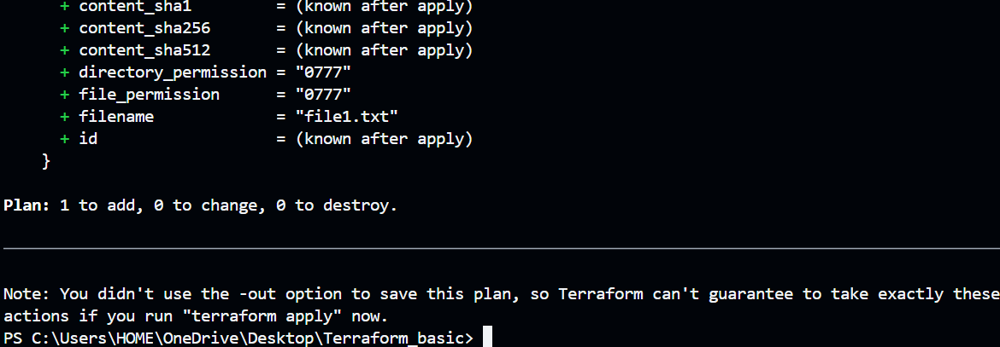 + content_sha1 = (known after apply)
+ content_sha256 = (known after apply)
+ content_sha512 = (known after apply)
+ directory_permission = "0777"
+ file_permission = "0777"
+ filename = "file1.txt"
+ id = (known after apply)
}
Plan: 1 to add, 0 to change, 0 to destroy.
Note: You didn't use the -out option to save this plan, so Terraform can't guarantee to take exactly these
actions if you run "terraform apply" now.
PS C:\Users\HOME\OneDrive\Desktop\Terraform_basic>